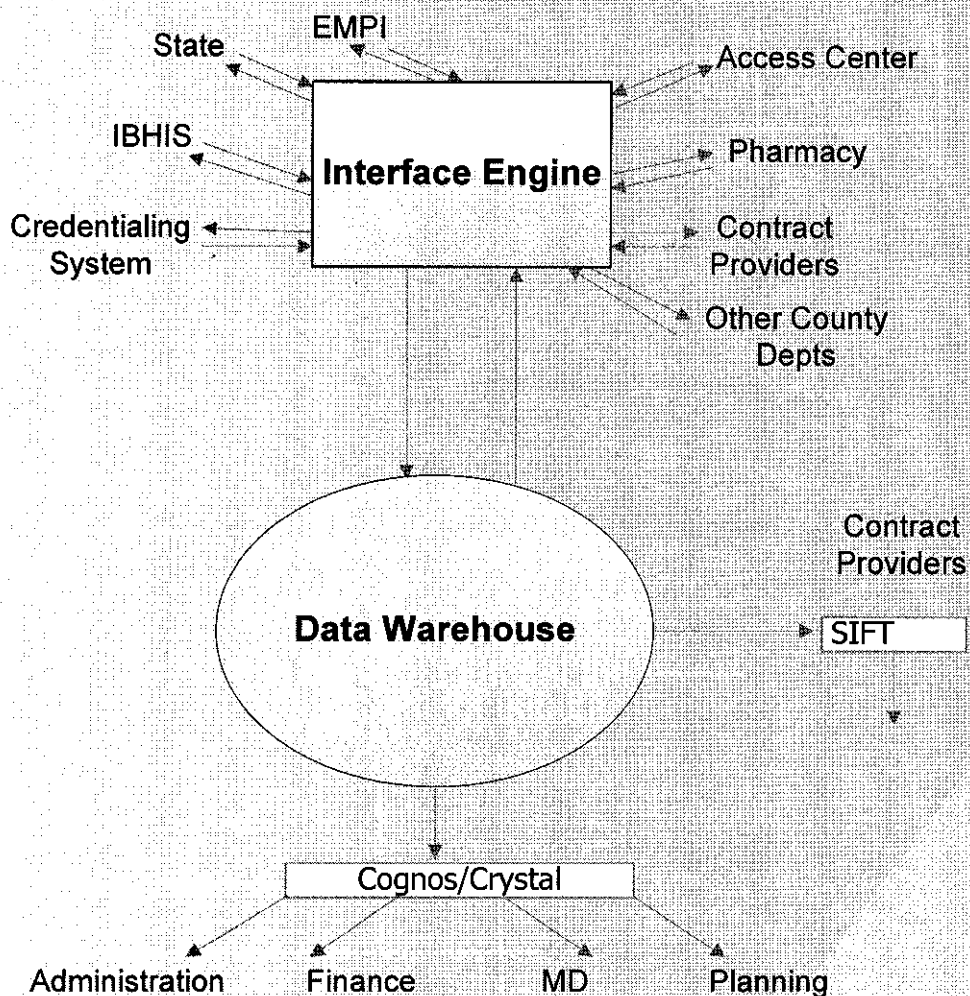 EMPI
State
Access Center
IBHIS
Interface Engine
Pharmacy
Credentialing
System
Contract
Providers
Other County
Depts
Contract
Providers
Data Warehouse
SIFT
Cognos/Crystal
Administration
Finance
MD
Planning